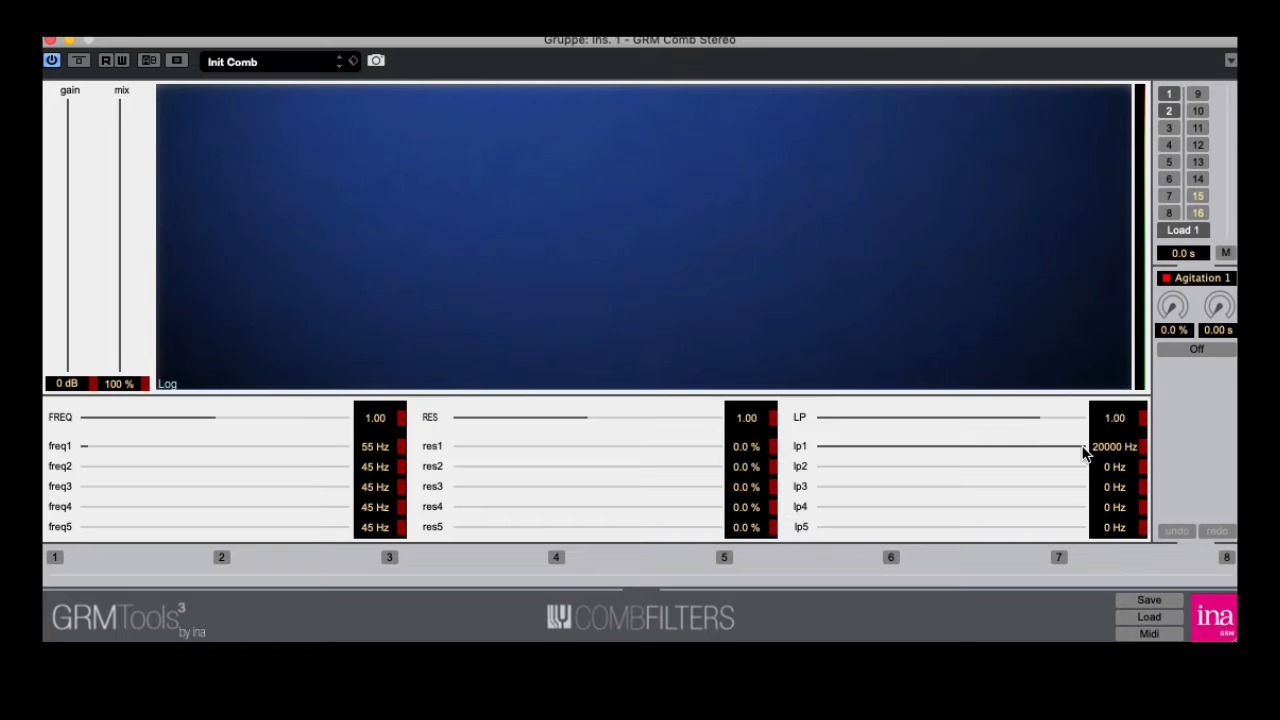 Gruppe: Ins. 1 - GRM Comb Stereo
R W Init Comb
gain mix
1 9
2 10
3 11
4 12
5 13
6 14
7 15
8 16
Load 1
0.0 s M
Agitation 1
0.0 % 0.00 s
Off
0 dB 100 % Log
FREQ 1.00 RES 1.00 LP 1.00
freq1 55 Hz res1 0.0 % lp1 20000 Hz
freq2 45 Hz res2 0.0 % lp2 0 Hz
freq3 45 Hz res3 0.0 % lp3 0 Hz
freq4 45 Hz res4 0.0 % lp4 0 Hz
freq5 45 Hz res5 0.0 % lp5 0 Hz
undo redo
1 2 3 4 5 6 7 8
GRMTools3
by ina
COMBFILTERS
Save
Load
Midi
ina
GRM